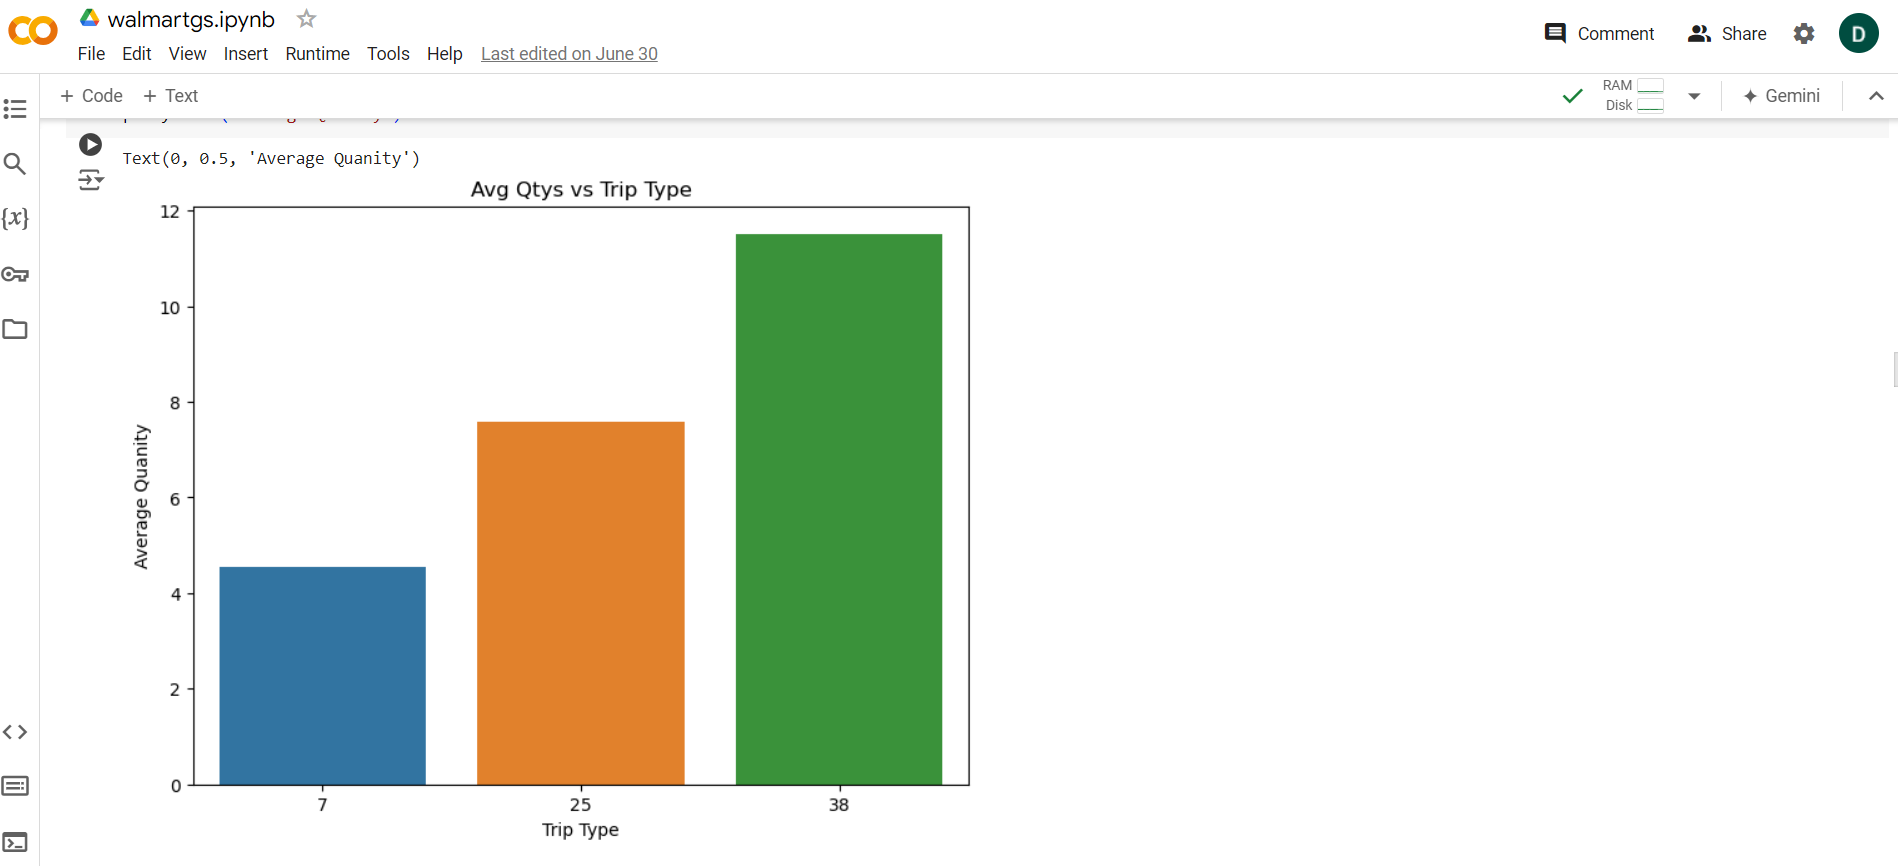 walmartgs.ipynb
File Edit View Insert Runtime Tools Help Last edited on June 30
Comment Share D
+ Code + Text
RAM
Disk
Gemini
{x}
Text(0, 0.5, 'Average Quanity')
Avg Qtys vs Trip Type
12
10
8
6
4
2
0
Average Quanity
7 25 38
Trip Type